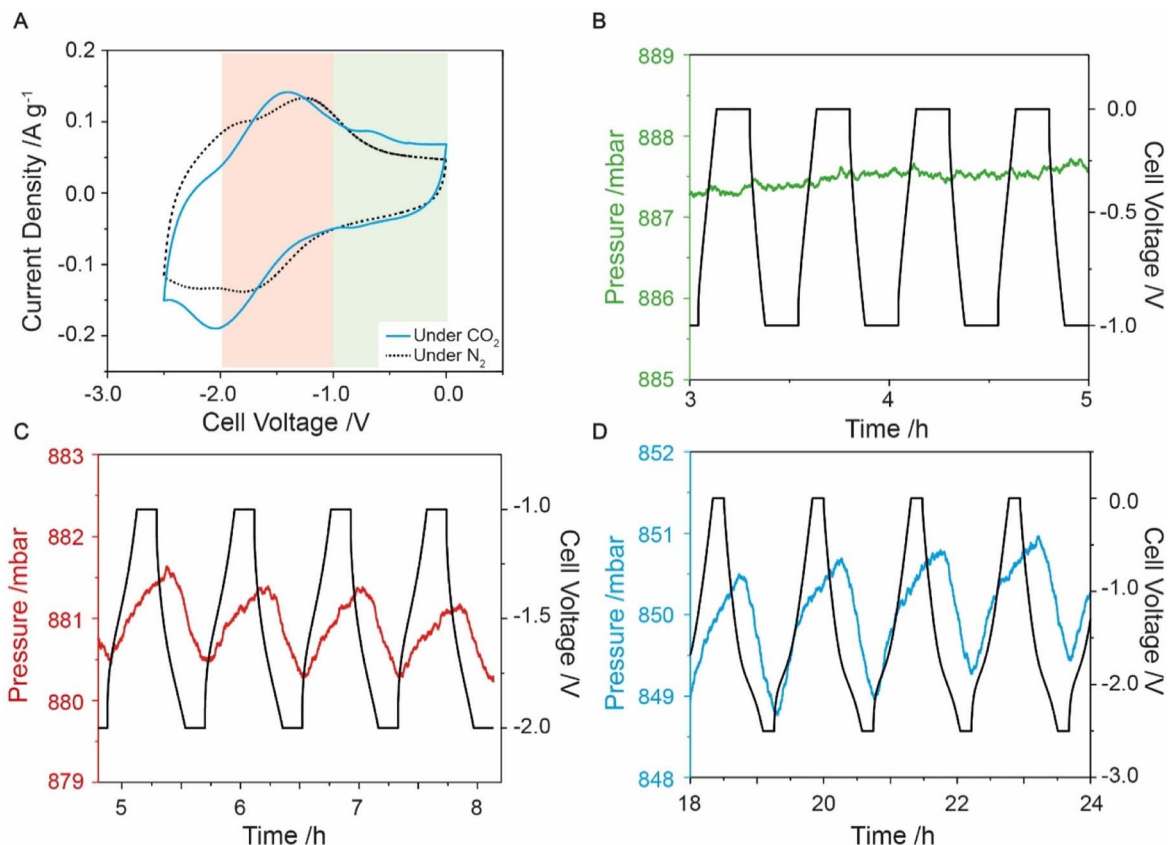 A
0.2
0.1
0.0
-0.1
-0.2
Current Density /A g⁻¹
-3.0 -2.0 -1.0 0.0
Cell Voltage /V
Under CO₂
Under N₂
B
889
888
887
886
885
Pressure /mbar
0.0
-0.5
-1.0
Cell Voltage /V
3 4 5
Time /h
C
883
882
881
880
879
Pressure /mbar
-1.0
-1.5
-2.0
Cell Voltage /V
5 6 7 8
Time /h
D
852
851
850
849
848
Pressure /mbar
0.0
-1.0
-2.0
-3.0
Cell Voltage /V
18 20 22 24
Time /h